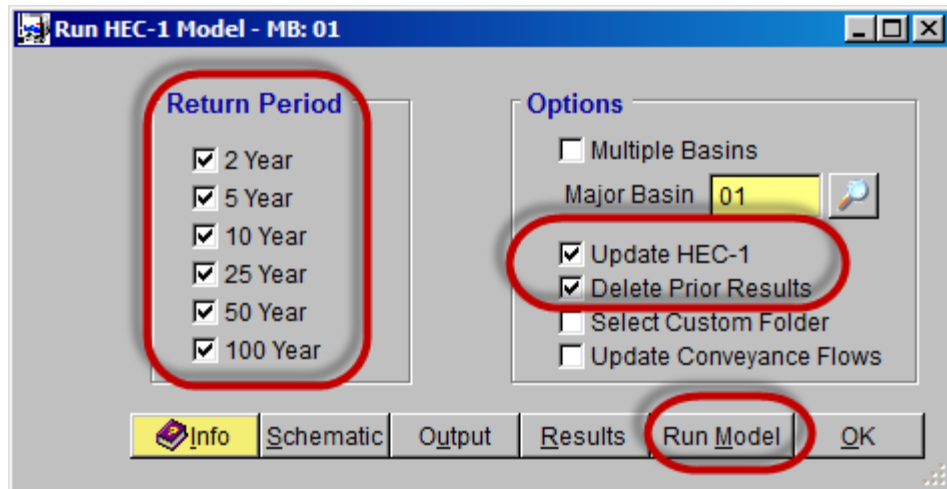 Run HEC-1 Model - MB: 01
Return Period
2 Year
5 Year
10 Year
25 Year
50 Year
100 Year
Options
Multiple Basins
Major Basin 01
Update HEC-1
Delete Prior Results
Select Custom Folder
Update Conveyance Flows
Info Schematic Output Results Run Model OK